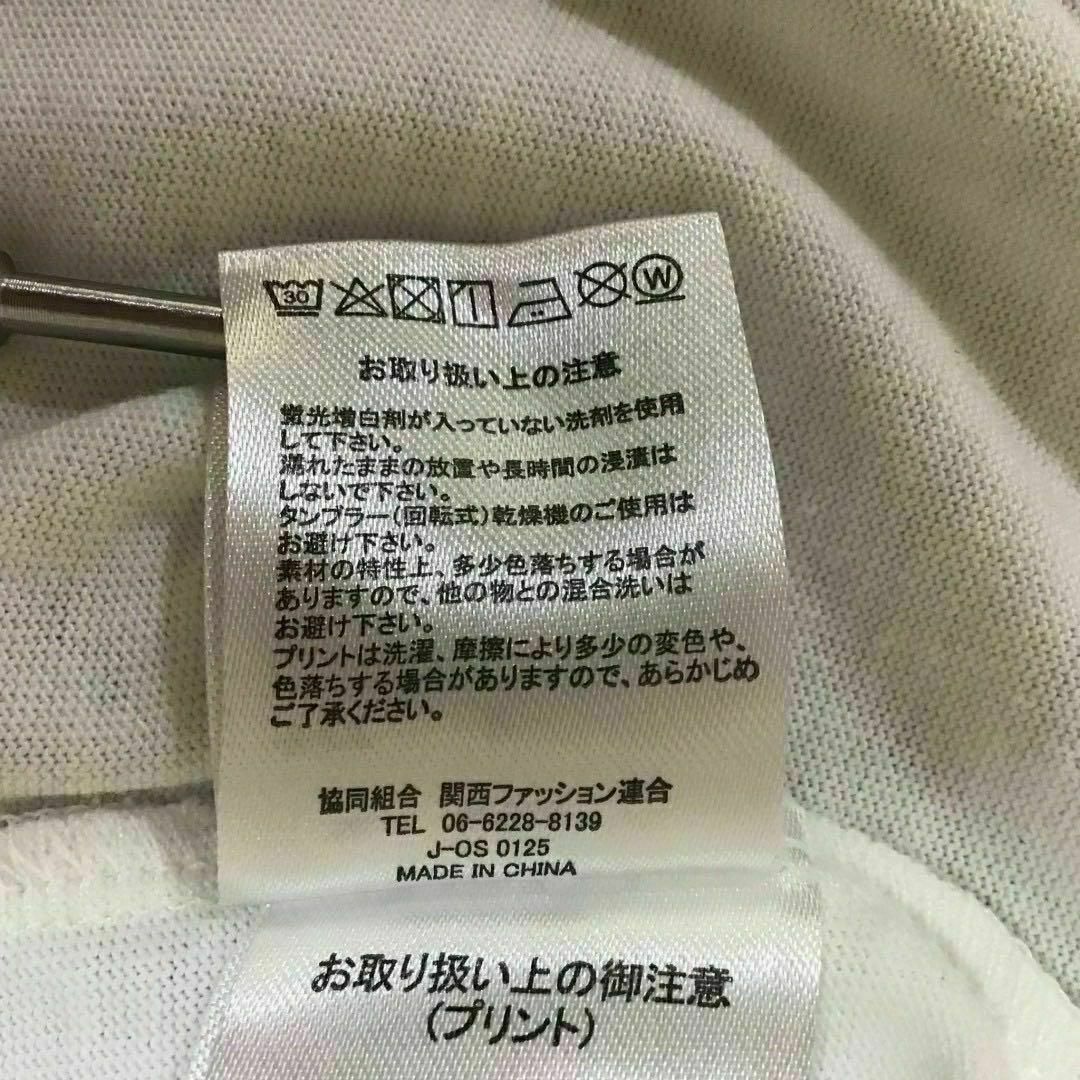 30
W
お取り扱い上の注意
蛍光増白剤が入っていない洗剤を使用
して下さい。
濡れたままの放置や長時間の浸漬は
しないで下さい。
タンブラー(回転式)乾燥機のご使用は
お避け下さい。
素材の特性上、多少色落ちする場合が
ありますので、他の物との混合洗いは
お避け下さい。
プリントは洗濯、摩擦により多少の変色や、
色落ちする場合がありますので、あらかじめ
ご了承ください。
協同組合 関西ファッション連合
TEL 06-6228-8139
J-OS 0125
MADE IN CHINA
お取り扱い上の御注意
(プリント)